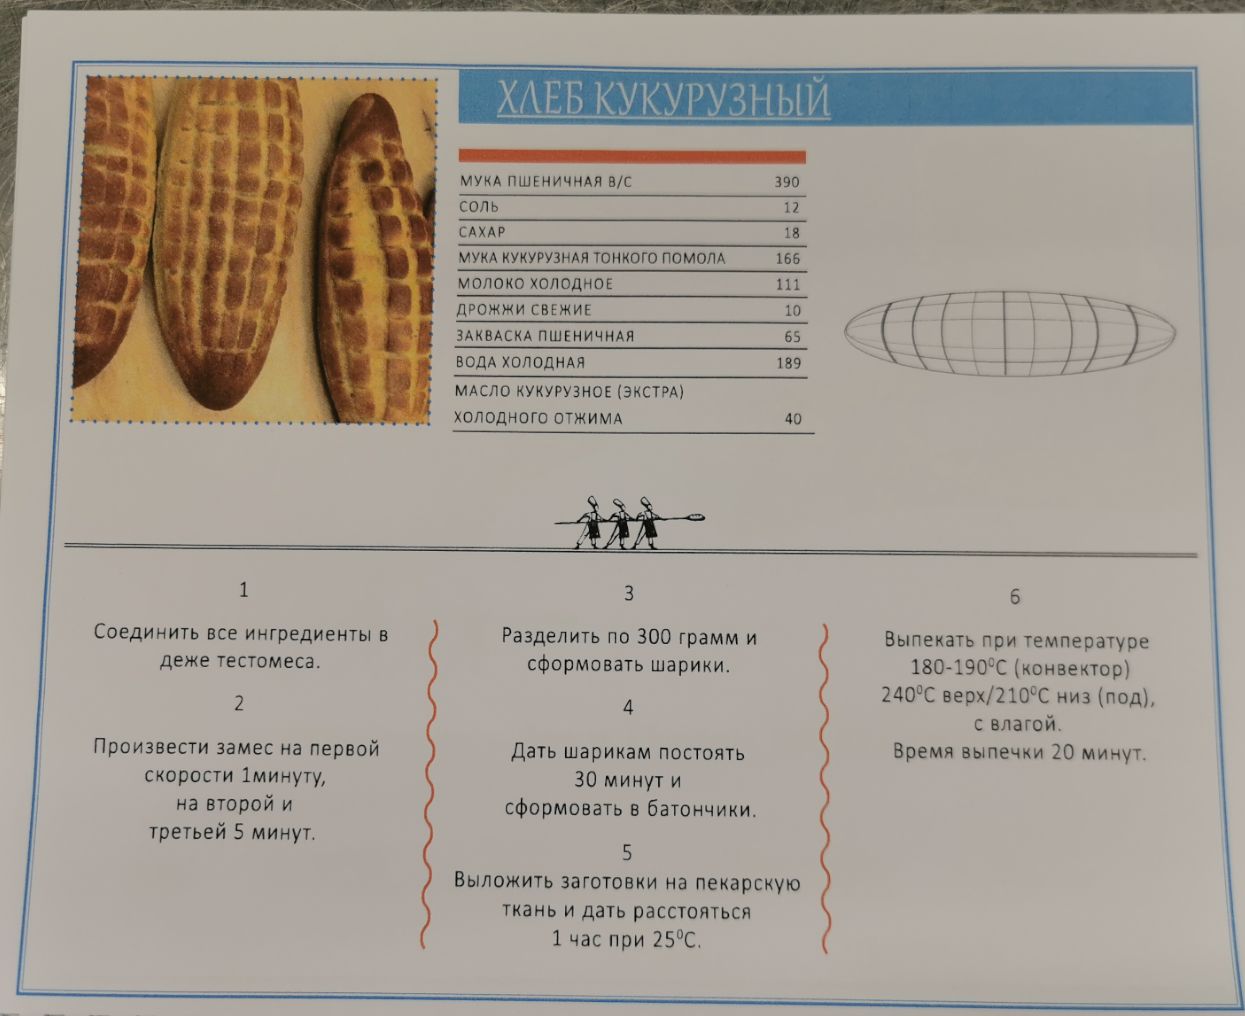 ХЛЕБ КУКУРУЗНЫЙ
МУКА ПШЕНИЧНАЯ В/С 390
СОЛЬ 12
САХАР 18
МУКА КУКУРУЗНАЯ ТОНКОГО ПОМОЛА 166
МОЛОКО ХОЛОДНОЕ 111
ДРОЖЖИ СВЕЖИЕ 10
ЗАКВАСКА ПШЕНИЧНАЯ 65
ВОДА ХОЛОДНАЯ 189
МАСЛО КУКУРУЗНОЕ (ЭКСТРА)
ХОЛОДНОГО ОТЖИМА 40
1
Соединить все ингредиенты в
деже тестомеса.
2
Произвести замес на первой
скорости 1минуту,
на второй и
третьей 5 минут.
3
Разделить по 300 грамм и
сформовать шарики.
4
Дать шарикам постоять
30 минут и
сформовать в батончики.
5
Выложить заготовки на пекарскую
ткань и дать расстояться
1 час при 25⁰С.
6
Выпекать при температуре
180-190⁰С (конвектор)
240⁰С верх/210⁰С низ (под),
с влагой.
Время выпечки 20 минут.